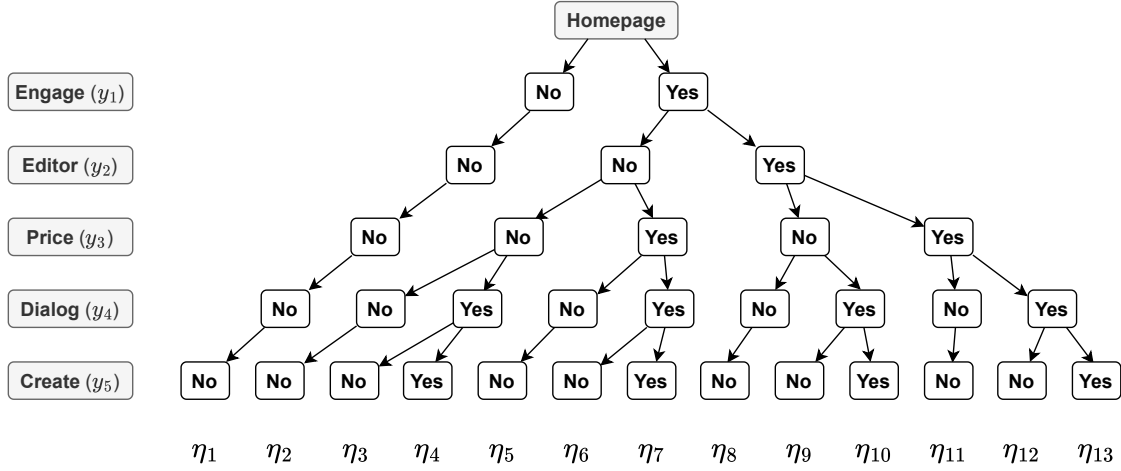 Homepage
Engage (y₁) No Yes
Editor (y₂) No No Yes
Price (y₃) No No Yes No Yes
Dialog (y₄) No No Yes No Yes No Yes No Yes
Create (y₅) No No No Yes No No Yes No No Yes No No Yes
η₁ η₂ η₃ η₄ η₅ η₆ η₇ η₈ η₉ η₁₀ η₁₁ η₁₂ η₁₃